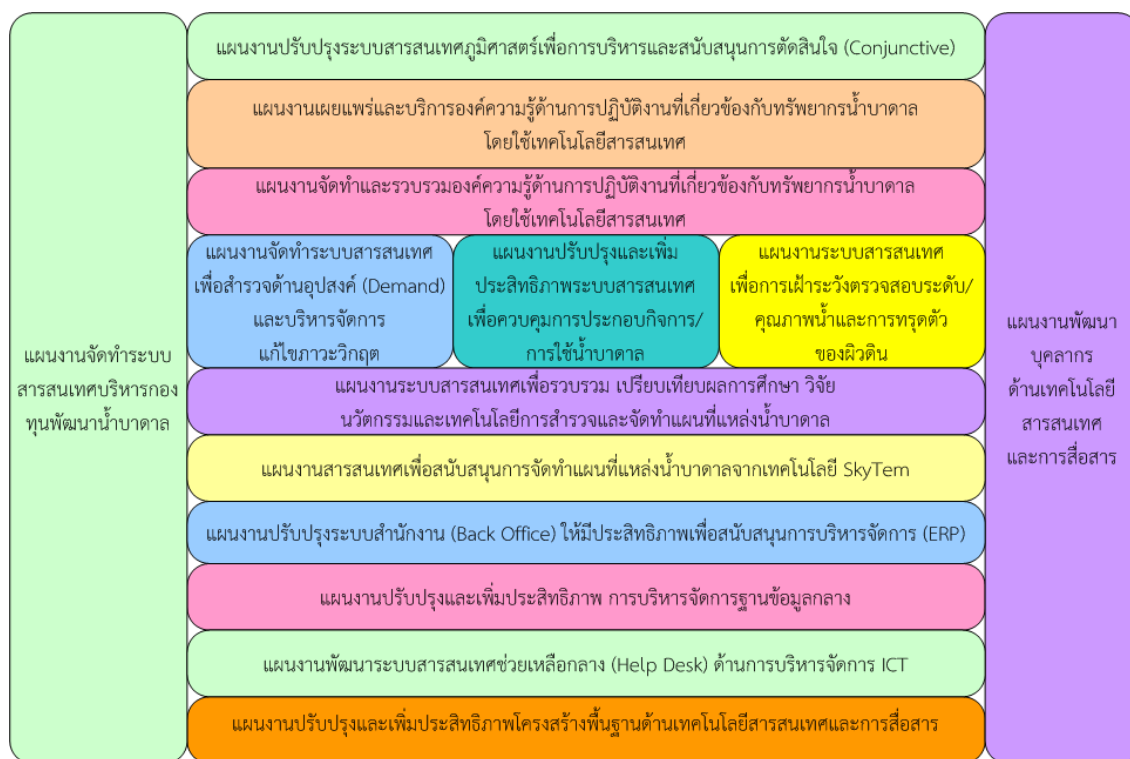 แผนงานจัดทำระบบ
สารสนเทศบริหารกอง
ทุนพัฒนาน้ำบาดาล
แผนงานปรับปรุงระบบสารสนเทศภูมิศาสตร์เพื่อการบริหารและสนับสนุนการตัดสินใจ (Conjunctive)
แผนงานเผยแพร่และบริการองค์ความรู้ด้านการปฏิบัติงานที่เกี่ยวข้องกับทรัพยากรน้ำบาดาล
โดยใช้เทคโนโลยีสารสนเทศ
แผนงานจัดทำและรวบรวมองค์ความรู้ด้านการปฏิบัติงานที่เกี่ยวข้องกับทรัพยากรน้ำบาดาล
โดยใช้เทคโนโลยีสารสนเทศ
แผนงานจัดทำระบบสารสนเทศ
เพื่อสำรวจด้านอุปสงค์ (Demand)
และบริหารจัดการ
แก้ไขภาวะวิกฤต
แผนงานปรับปรุงและเพิ่ม
ประสิทธิภาพระบบสารสนเทศ
เพื่อควบคุมการประกอบกิจการ/
การใช้น้ำบาดาล
แผนงานระบบสารสนเทศ
เพื่อการเฝ้าระวังตรวจสอบระดับ/
คุณภาพน้ำและการทรุดตัว
ของผิวดิน
แผนงานระบบสารสนเทศเพื่อรวบรวม เปรียบเทียบผลการศึกษา วิจัย
นวัตกรรมและเทคโนโลยีการสำรวจและจัดทำแผนที่แหล่งน้ำบาดาล
แผนงานสารสนเทศเพื่อสนับสนุนการจัดทำแผนที่แหล่งน้ำบาดาลจากเทคโนโลยี SkyTem
แผนงานปรับปรุงระบบสำนักงาน (Back Office) ให้มีประสิทธิภาพเพื่อสนับสนุนการบริหารจัดการ (ERP)
แผนงานปรับปรุงและเพิ่มประสิทธิภาพ การบริหารจัดการฐานข้อมูลกลาง
แผนงานพัฒนาระบบสารสนเทศช่วยเหลือกลาง (Help Desk) ด้านการบริหารจัดการ ICT
แผนงานปรับปรุงและเพิ่มประสิทธิภาพโครงสร้างพื้นฐานด้านเทคโนโลยีสารสนเทศและการสื่อสาร
แผนงานพัฒนา
บุคลากร
ด้านเทคโนโลยี
สารสนเทศ
และการสื่อสาร